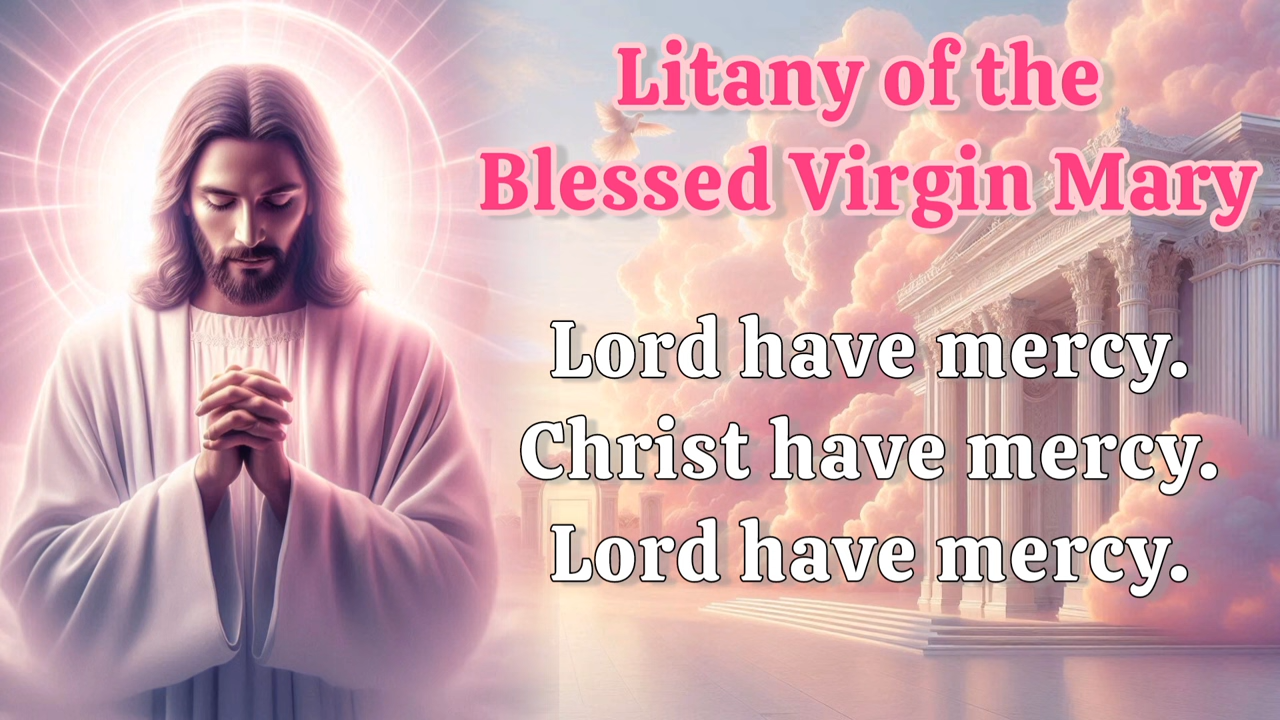 Litany of the
Blessed Virgin Mary
Lord have mercy.
Christ have mercy.
Lord have mercy.